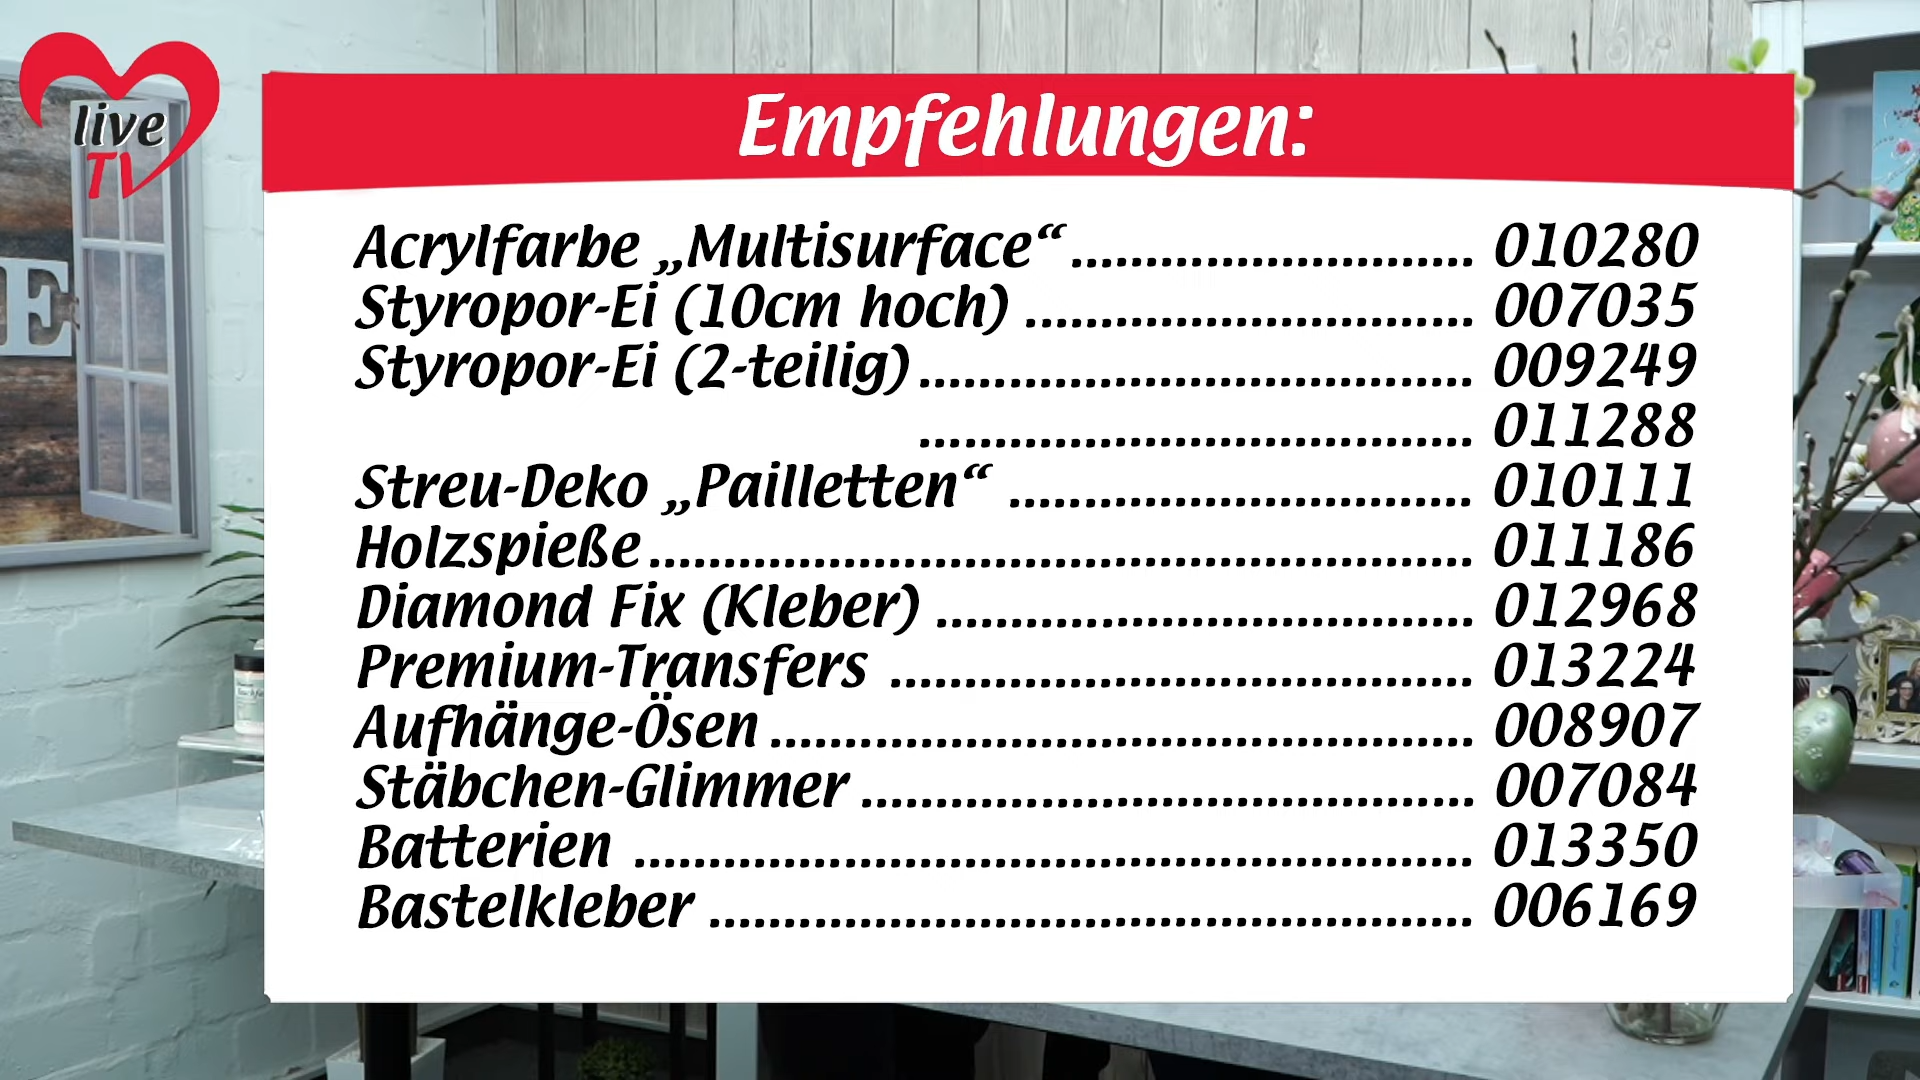 live
TV
E
Empfehlungen:
Acrylfarbe „Multisurface“........................... 010280
Styropor-Ei (10cm hoch) .............................. 007035
Styropor-Ei (2-teilig)..................................... 009249
..................................... 011288
Streu-Deko „Pailletten“ ............................... 010111
Holzspieße....................................................... 011186
Diamond Fix (Kleber) .................................... 012968
Premium-Transfers ....................................... 013224
Aufhänge-Ösen............................................... 008907
Stäbchen-Glimmer ......................................... 007084
Batterien ........................................................ 013350
Bastelkleber ................................................... 006169